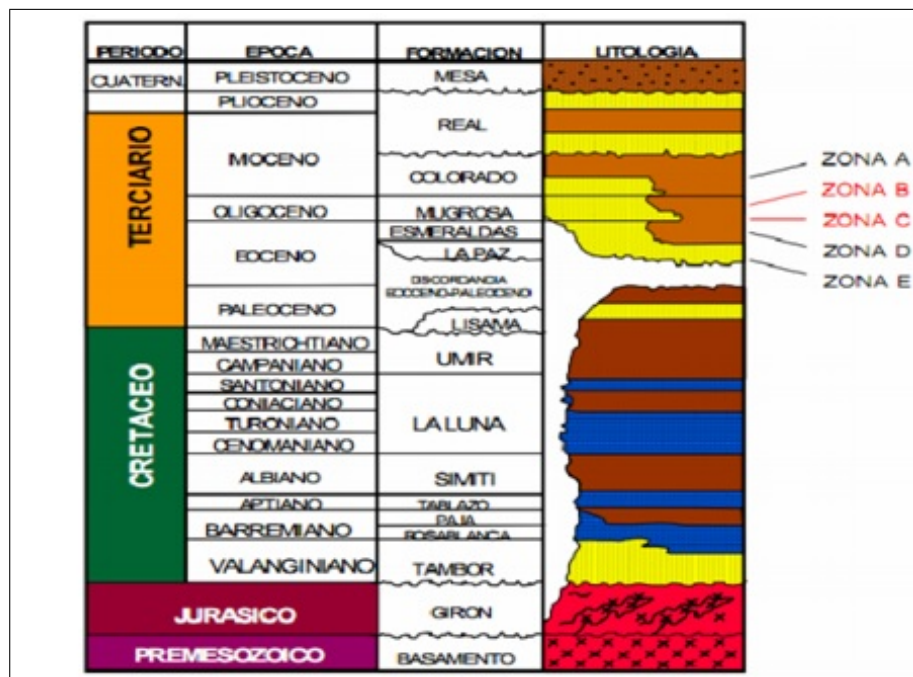 PERIODO EPOCA FORMACION LITOLOGIA
CUATERN. PLEISTOCENO MESA
PLIOCENO
REAL
TERCIARIO
MIOCENO
COLORADO
ZONA A
ZONA B
OLIGOCENO MUGROSA
ZONA C
ESMERALDAS
ZONA D
EOCENO LA PAZ
ZONA E
DISCORDANCIA
EOCENO-PALEOCENO
PALEOCENO
LISAMA
CRETACEO
MAESTRICHTIANO
UMIR
CAMPANIANO
SANTONIANO
CONIACIANO
TURONIANO LA LUNA
CENOMANIANO
ALBIANO SIMITI
APTIANO TABLAZO
PAJA
BARREMIANO
ROSABLANCA
VALANGINIANO TAMBOR
JURASICO GIRON
PREMESOZOICO BASAMENTO